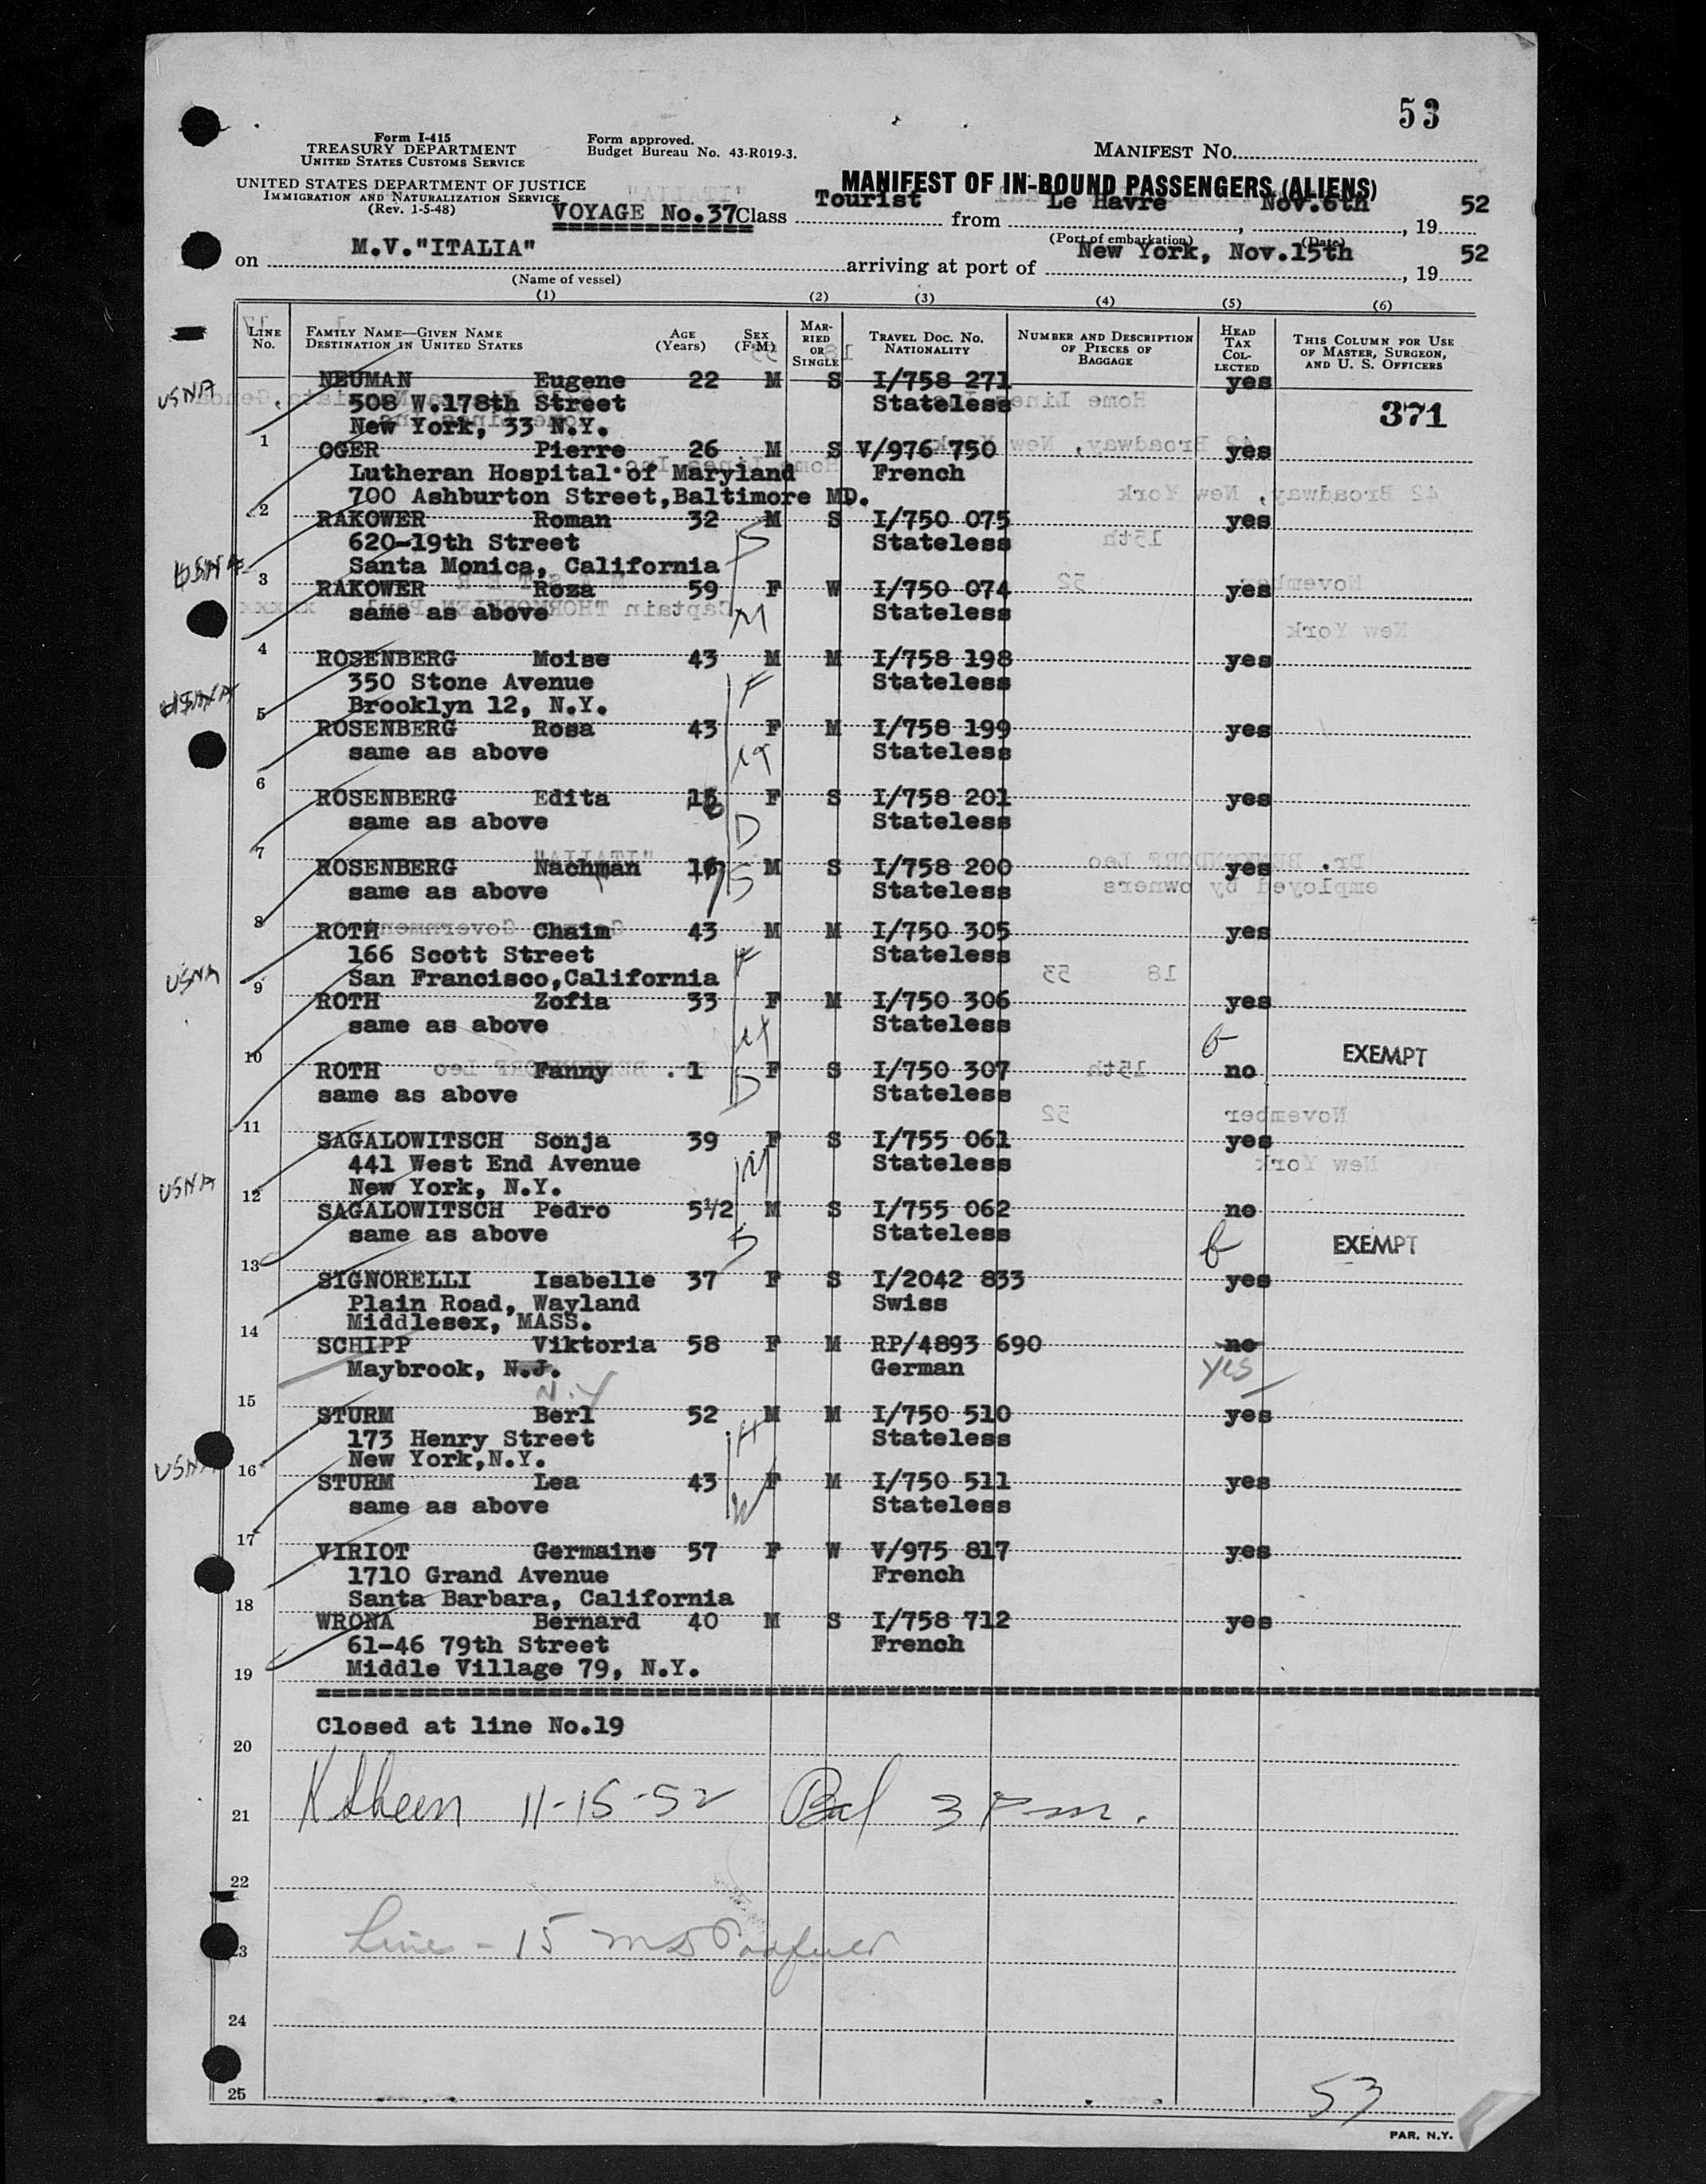 53
Form I-415
TREASURY DEPARTMENT
UNITED STATES CUSTOMS SERVICE
Form approved.
Budget Bureau No. 43-R019-3.
MANIFEST NO.
UNITED STATES DEPARTMENT OF JUSTICE
IMMIGRATION AND NATURALIZATION SERVICE
(Rev. 1-5-48)
MANIFEST OF IN-BOUND PASSENGERS (ALIENS)
VOYAGE No.37 Class Tourist from Le Havre, Nov.6th, 1952
(Port of embarkation) (Date)
on M.V."ITALIA" arriving at port of New York, Nov.15th, 1952
(Name of vessel)
(1) (2) (3) (4) (5) (6)
LINE NO.
FAMILY NAME—GIVEN NAME
DESTINATION IN UNITED STATES
AGE (Years)
SEX (F-M)
MARRIED OR SINGLE
TRAVEL DOC. NO. NATIONALITY
NUMBER AND DESCRIPTION OF PIECES OF BAGGAGE
HEAD TAX COLLECTED
THIS COLUMN FOR USE OF MASTER, SURGEON, AND U. S. OFFICERS
USNA NEUMAN Eugene 22 M S I/758 271 yes
508 W.178th Street Stateless 371
New York, 33 N.Y.
1
OGER Pierre 26 M S V/976 750 yes
Lutheran Hospital of Maryland French
700 Ashburton Street,Baltimore MD.
2
RAKOWER Roman 32 M S I/750 075 yes
620-19th Street S Stateless
USNA Santa Monica, California
3
RAKOWER Roza 59 F W I/750 074 yes
same as above M Stateless
4
ROSENBERG Moise 43 M M I/758 198 yes
350 Stone Avenue F Stateless
USNA Brooklyn 12, N.Y.
5
ROSENBERG Rosa 43 F M I/758 199 yes
same as above M Stateless
6
ROSENBERG Edita 16 F S I/758 201 yes
same as above D Stateless
7
ROSENBERG Nachman 17 M S I/758 200 yes
same as above S Stateless
8
ROTH Chaim 43 M M I/750 305 yes
166 Scott Street F Stateless
USNA San Francisco,California
9
ROTH Zofia 33 F M I/750 306 yes
same as above M Stateless
10 EXEMPT
ROTH Fanny 1 F S I/750 307 no
same as above D Stateless
11
SAGALOWITSCH Sonja 39 F S I/755 061 yes
441 West End Avenue M Stateless
USNA New York, N.Y.
12
SAGALOWITSCH Pedro 5½ M S I/755 062 no
same as above S Stateless EXEMPT
13
SIGNORELLI Isabelle 37 F S I/2042 833 yes
Plain Road, Wayland Swiss
Middlesex, MASS.
14
SCHIPP Viktoria 58 F M RP/4893 690 no
Maybrook, N.J. German yes
N.Y
15
STURM Berl 52 M M I/750 510 yes
173 Henry Street H Stateless
USNA New York,N.Y.
16
STURM Lea 43 F M I/750 511 yes
same as above W Stateless
17
VIRIOT Germaine 57 F W V/975 817 yes
1710 Grand Avenue French
Santa Barbara, California
18
WRONA Bernard 40 M S I/758 712 yes
61-46 79th Street French
Middle Village 79, N.Y.
19
Closed at line No.19
20
21 11-15-52 3 Pm.
22
Line - 15
23
24
25
53
PAR. N.Y.